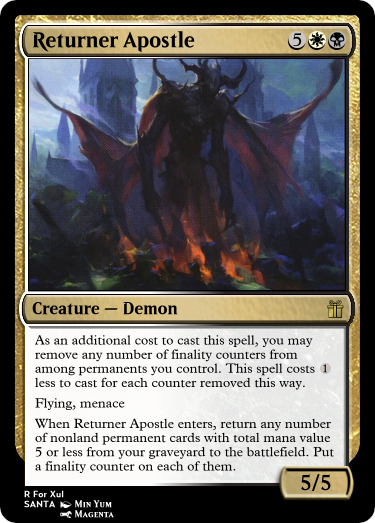 Returner Apostle 5
Creature — Demon
As an additional cost to cast this spell, you may
remove any number of finality counters from
among permanents you control. This spell costs 1
less to cast for each counter removed this way.
Flying, menace
When Returner Apostle enters, return any number
of nonland permanent cards with total mana value
5 or less from your graveyard to the battlefield. Put
a finality counter on each of them.
5/5
R For Xul
SANTA Min Yum
Magenta